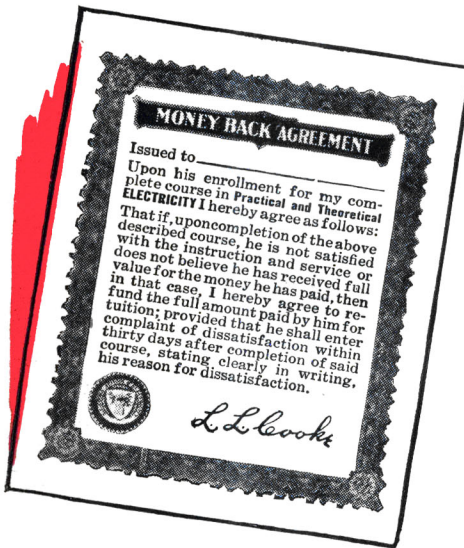 MONEY BACK AGREEMENT
Issued to
Upon his enrollment for my com-
plete course in Practical and Theoretical
ELECTRICITY I hereby agree as follows:
That if, upon completion of the above
described course, he is not satisfied
with the instruction and service or
does not believe he has received full
value for the money he has paid, then
in that case, I hereby agree to re-
fund the full amount paid by him for
tuition; provided that he shall enter
complaint of dissatisfaction within
thirty days after completion of said
course, stating clearly in writing,
his reason for dissatisfaction.
L. L. Cooke